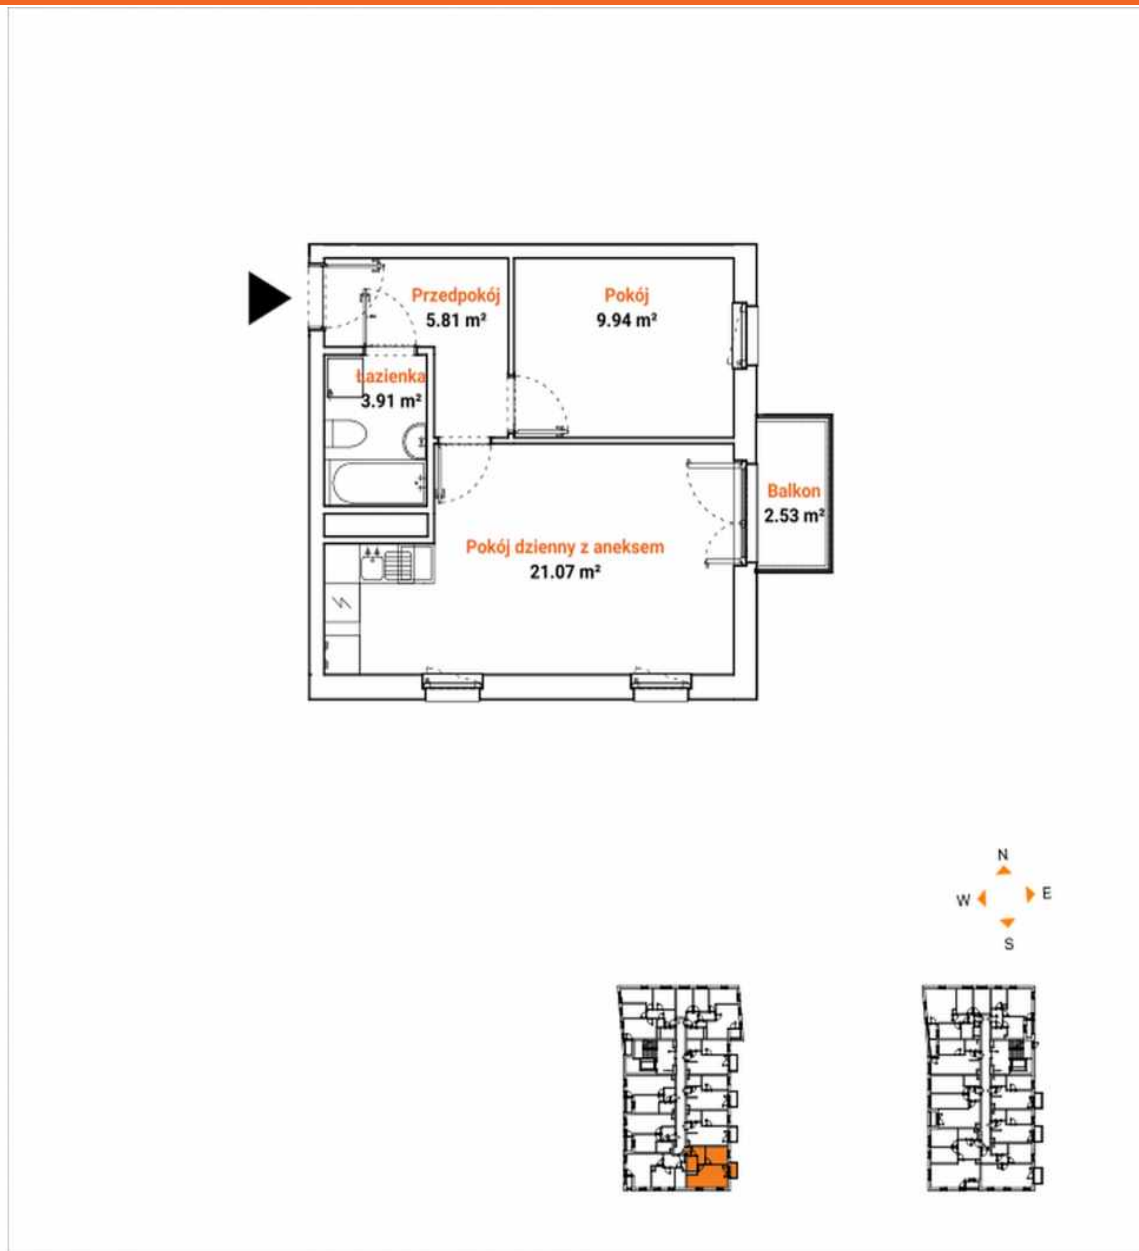 Przedpokój
5.81 m²
Pokój
9.94 m²
Łazienka
3.91 m²
Balkon
2.53 m²
Pokój dzienny z aneksem
21.07 m²
N
W
E
S